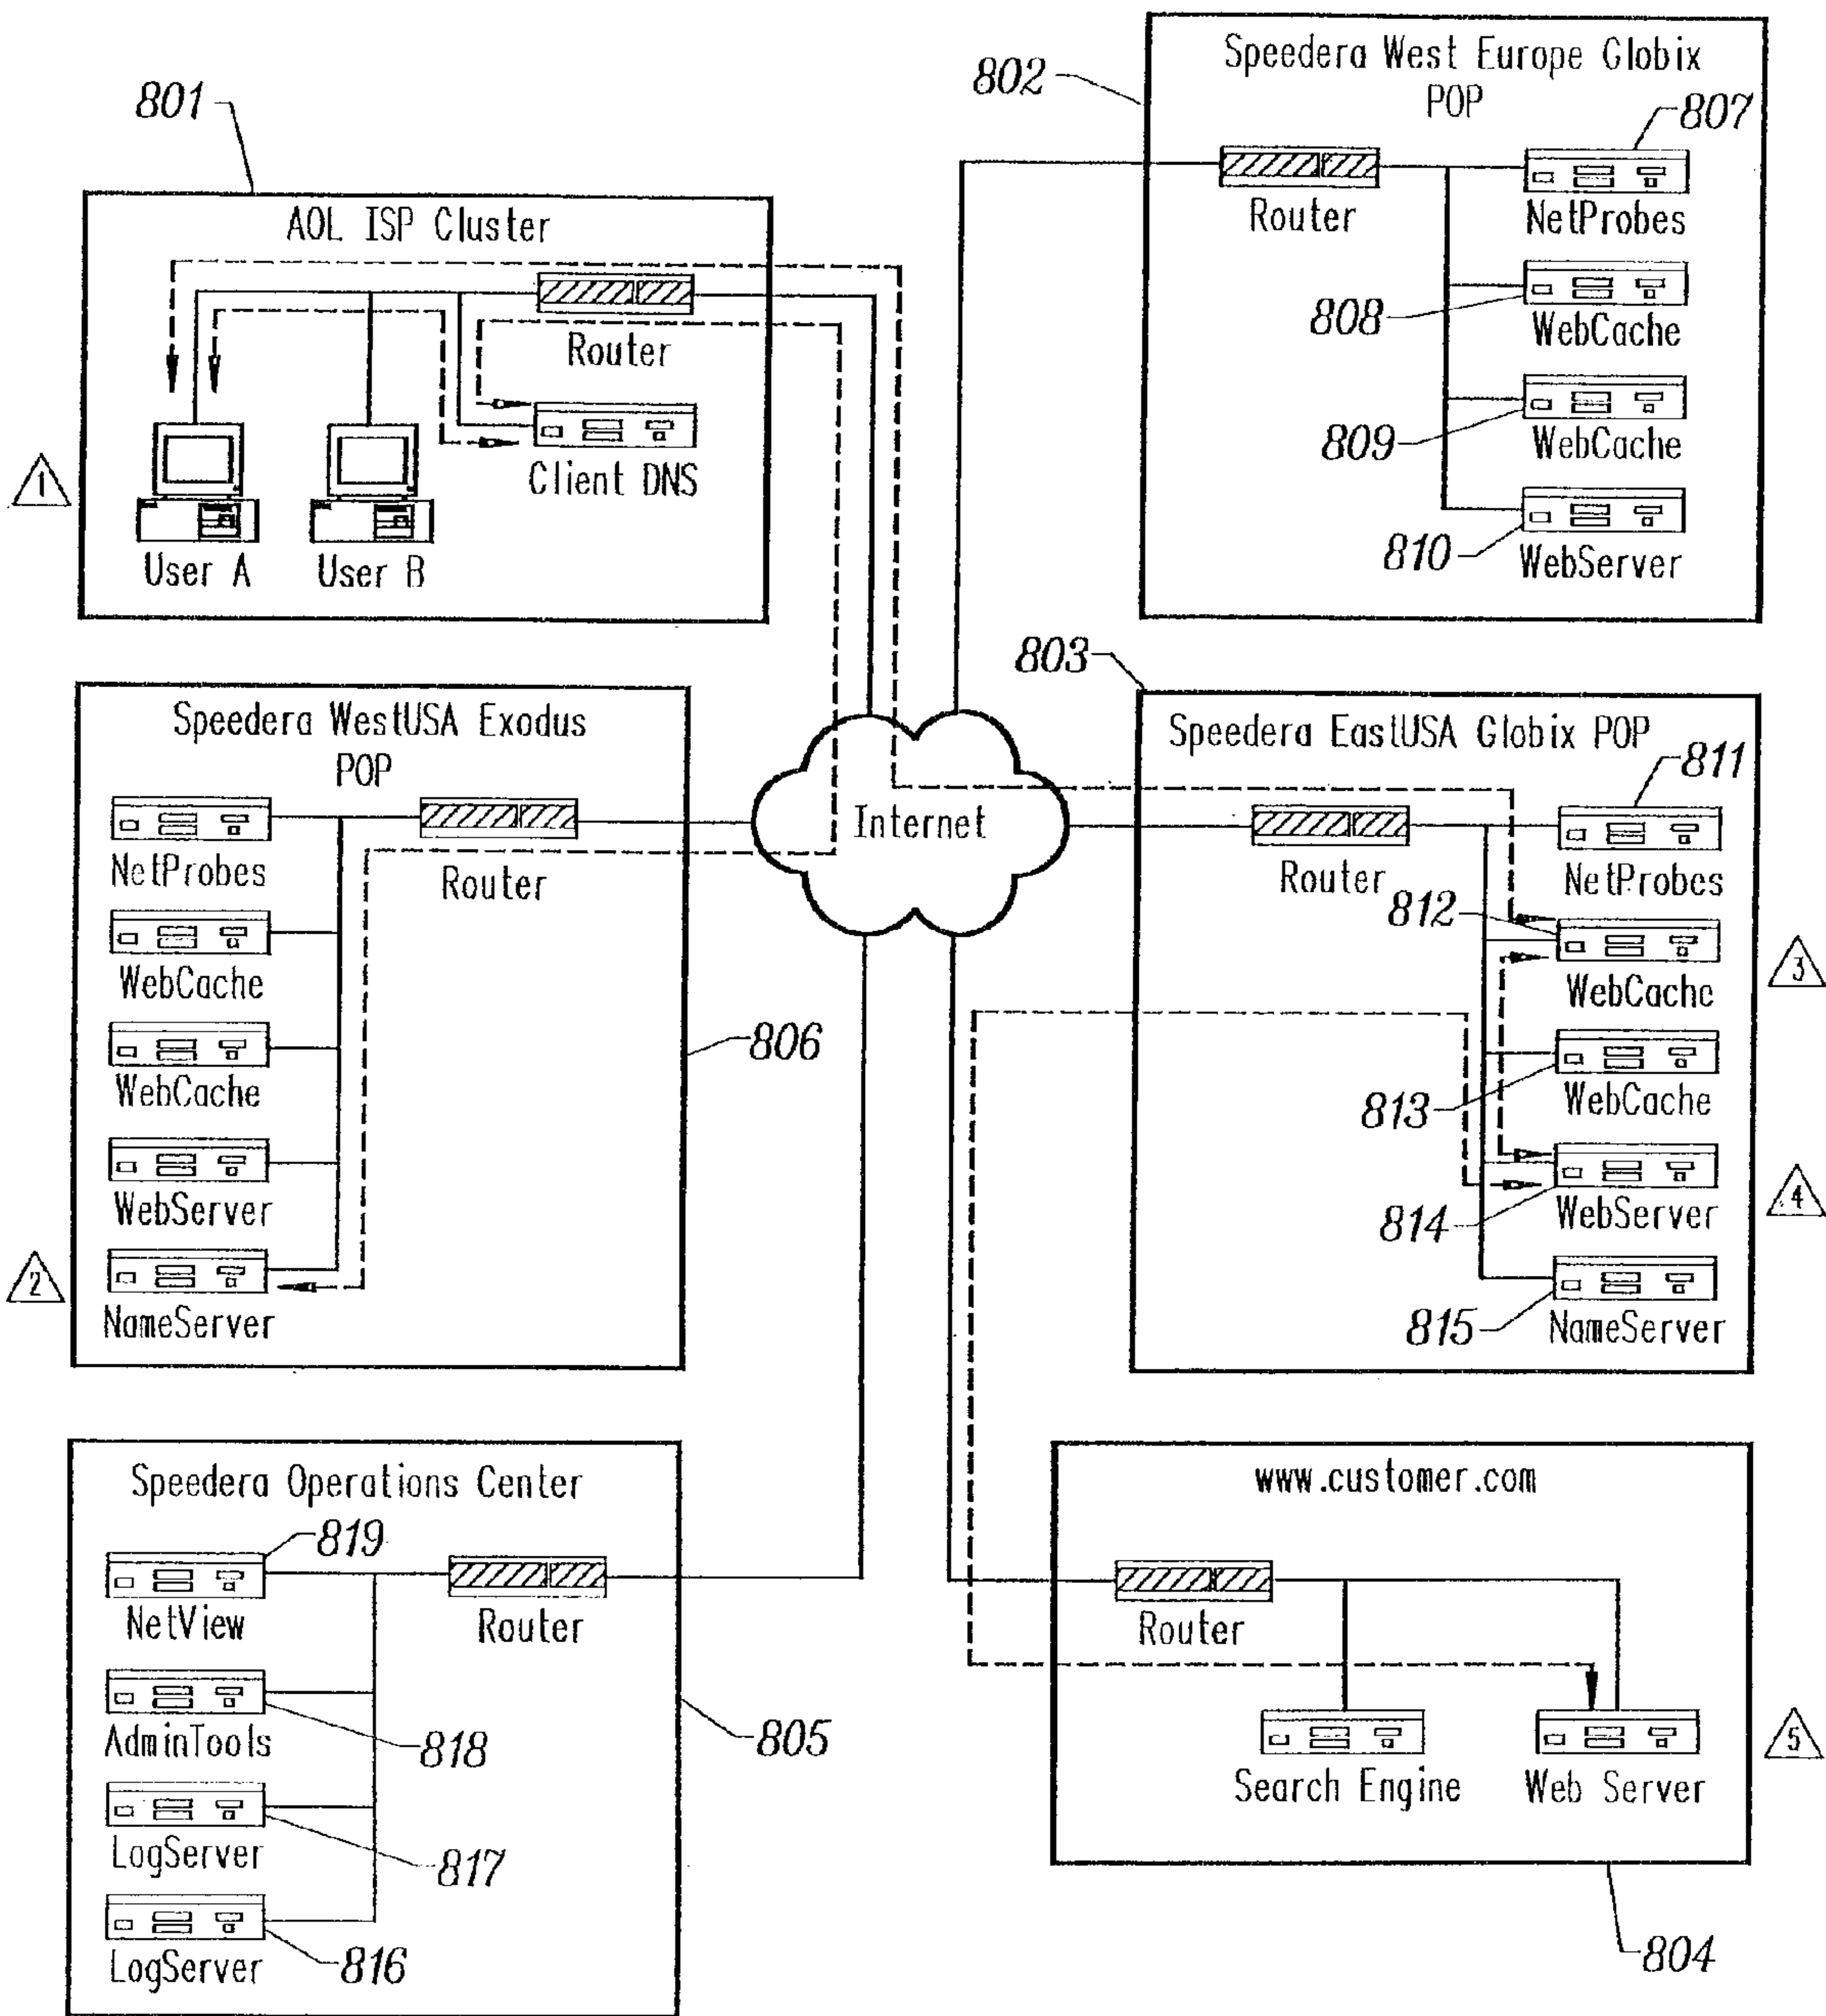 801
AOL ISP Cluster
Router
Client DNS
1
User A
User B
802
Speedera West Europe Globix
POP
807
Router
NetProbes
808
WebCache
809
WebCache
810
WebServer
Speedera WestUSA Exodus
POP
NetProbes
Router
WebCache
WebCache
806
WebServer
2
NameServer
Internet
803
Speedera EastUSA Globix POP
811
Router
NetProbes
812
3
WebCache
813
WebCache
4
814
WebServer
815
NameServer
Speedera Operations Center
819
NetView
Router
AdminTools
818
805
LogServer
817
LogServer
816
www.customer.com
Router
5
Search Engine
Web Server
804